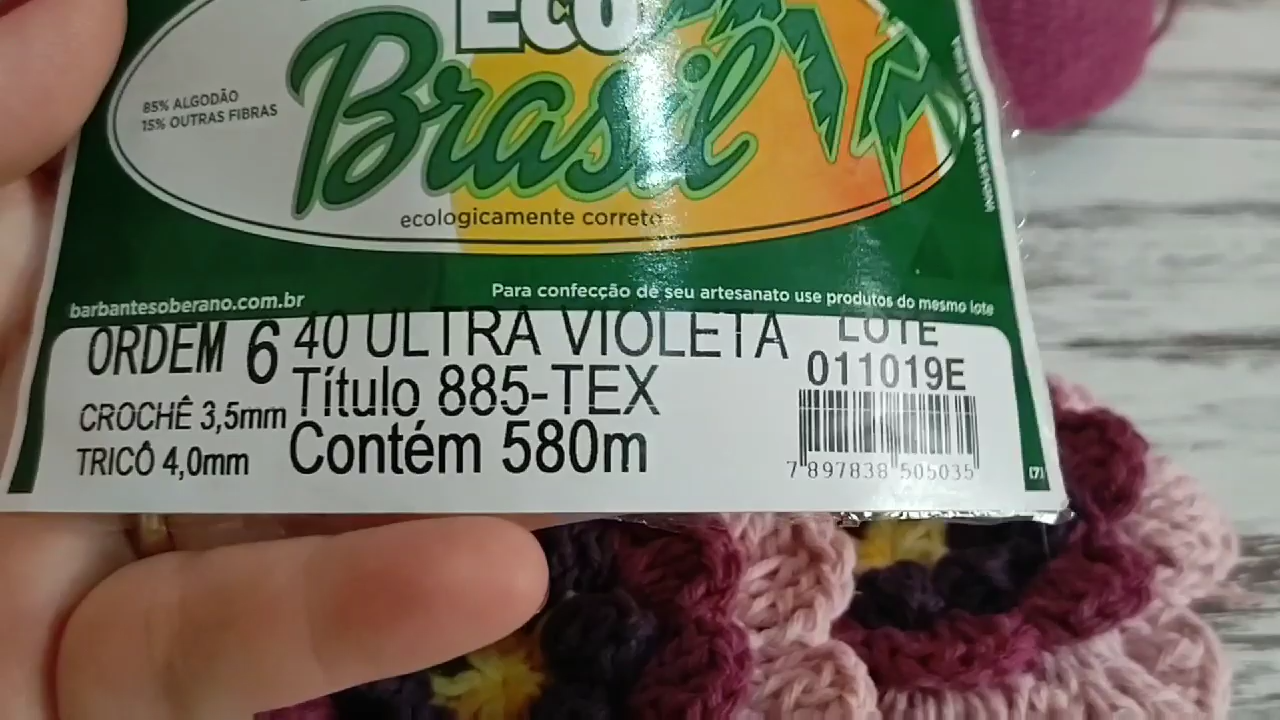 ECO
Brasil
85% ALGODÃO
15% OUTRAS FIBRAS
ecologicamente correto
barbantesoberano.com.br
Para confecção de seu artesanato use produtos do mesmo lote
ORDEM 6
40 ULTRA VIOLETA
LOTE
011019E
CROCHÊ 3,5mm
Título 885-TEX
TRICÔ 4,0mm
Contém 580m
7 897838 505035
[7]